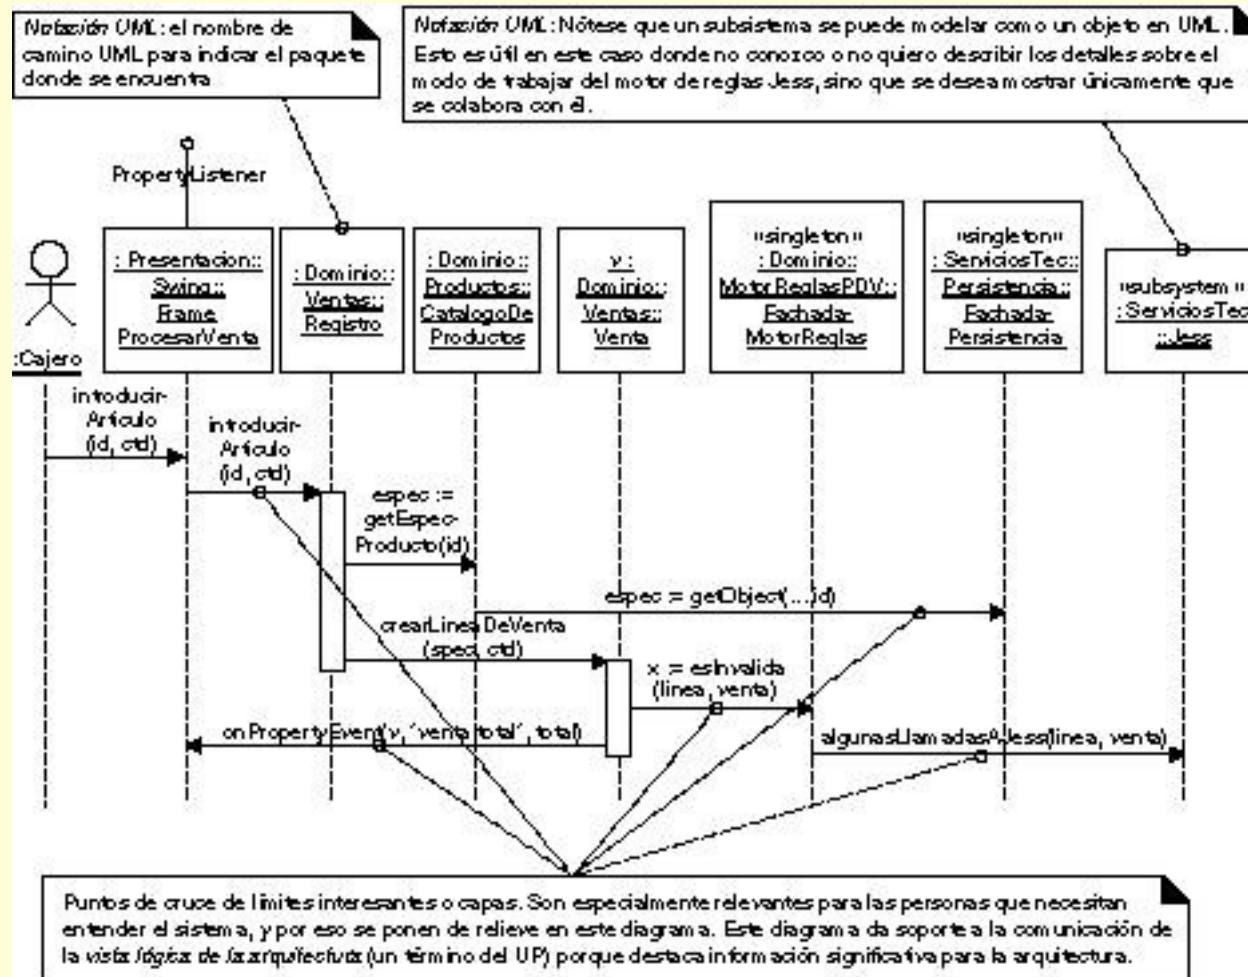 Notación UML: el nombre de
camino UML para indicar el paquete
donde se encuentra
Notación UML: Nótese que un subsistema se puede modelar como un objeto en UML.
Esto es útil en este caso donde no conozco o no quiero describir los detalles sobre el
modo de trabajar del motor de reglas Jess, sino que se desea mostrar únicamente que
se colabora con él.
PropertyListener
:Cajero
: Presentacion::
Swing::
Frame
ProcesarVenta
: Dominio::
Ventas::
Registro
: Dominio::
Productos::
CatalogoDe
Productos
v :
Dominio::
Ventas::
Venta
«singleton»
: Dominio::
MotorReglasPDV::
Fachada-
MotorReglas
«singleton»
: ServiciosTec::
Persistencia::
Fachada-
Persistencia
«subsystem»
: ServiciosTec
::Jess
introducir-
Artículo
(id, ctd)
introducir-
Artículo
(id, ctd)
espec :=
getEspec-
Producto(id)
espec := getObject(...id)
crearLineaDeVenta
(spec, ctd)
x := esInvalida
(linea, venta)
onPropertyEvent(v, ´venta.total´, total)
algunasLlamadasAJess(linea, venta)
Puntos de cruce de límites interesantes o capas. Son especialmente relevantes para las personas que necesitan
entender el sistema, y por eso se ponen de relieve en este diagrama. Este diagrama da soporte a la comunicación de
la vista lógica de la arquitectura (un término del UP) porque destaca información significativa para la arquitectura.